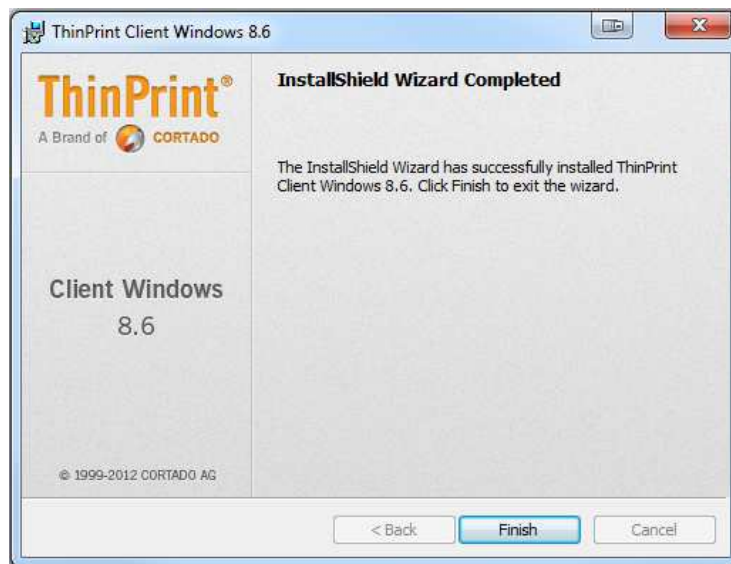 ThinPrint Client Windows 8.6
ThinPrint®
A Brand of CORTADO
InstallShield Wizard Completed
The InstallShield Wizard has successfully installed ThinPrint
Client Windows 8.6. Click Finish to exit the wizard.
Client Windows
8.6
© 1999-2012 CORTADO AG
< Back
Finish
Cancel